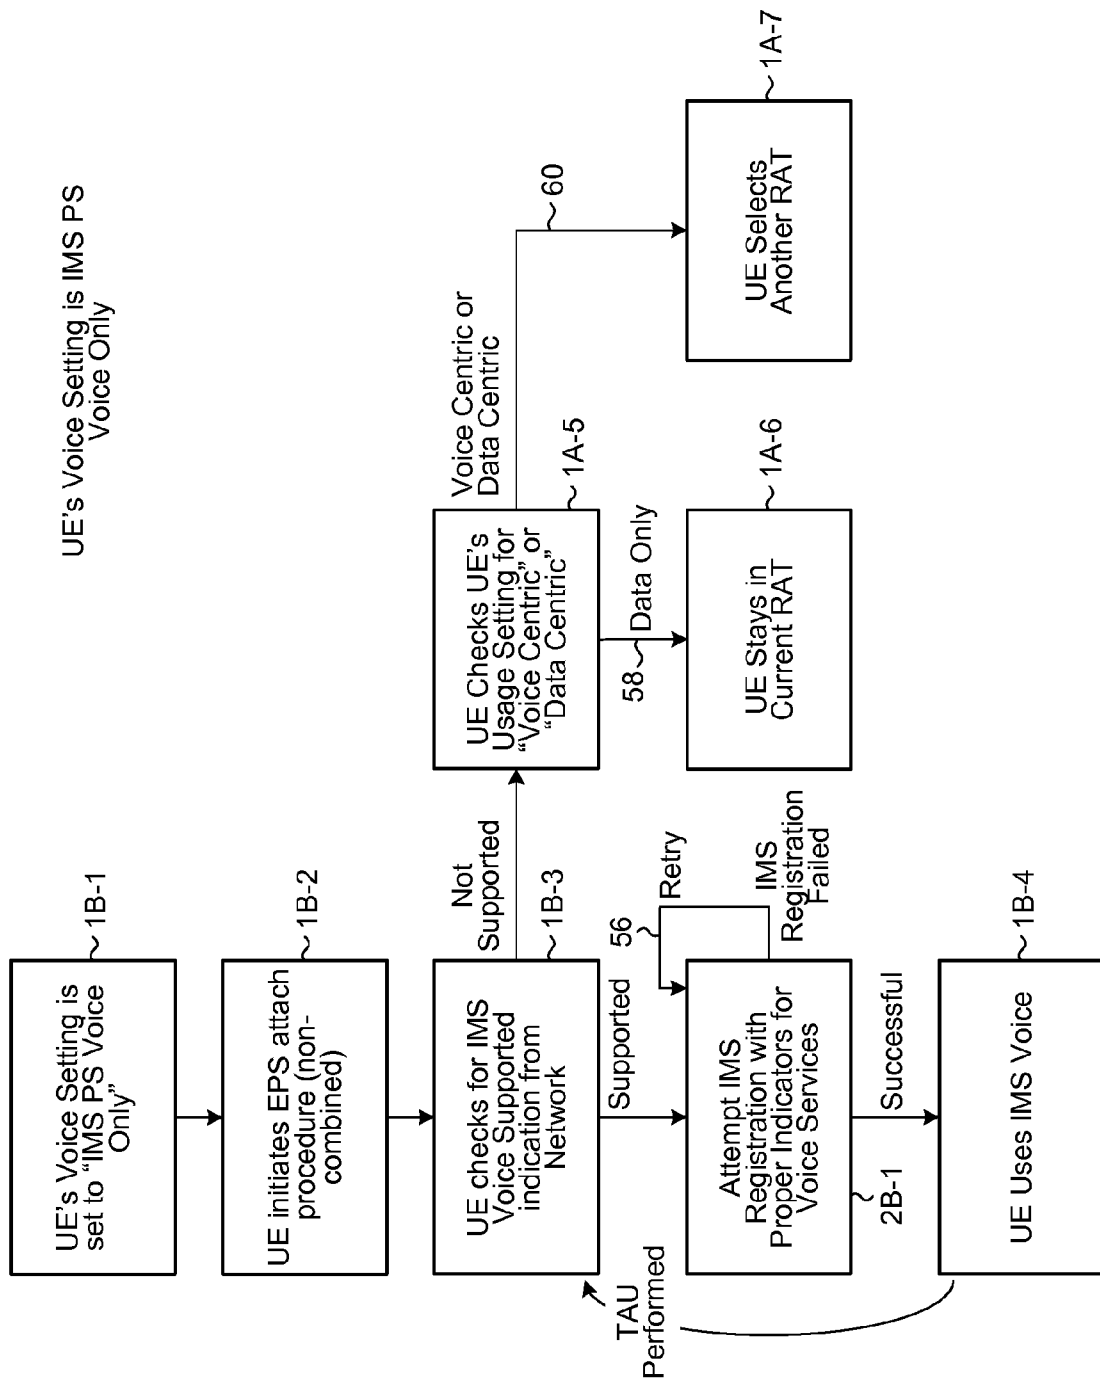 UE's Voice Setting is IMS PS
Voice Only
UE's Voice Setting is
set to “IMS PS Voice
Only”
1B-1
UE initiates EPS attach
procedure (non-
combined)
1B-2
UE checks for IMS
Voice Supported
indication from
Network
1B-3
Not
Supported
UE Checks UE's
Usage Setting for
“Voice Centric” or
“Data Centric”
1A-5
Voice Centric or
Data Centric
60
Supported
58
Data Only
56
Retry
IMS
Registration
Failed
Attempt IMS
Registration with
Proper Indicators for
Voice Services
2B-1
UE Stays in
Current RAT
1A-6
UE Selects
Another RAT
1A-7
TAU
Performed
Successful
UE Uses IMS Voice
1B-4